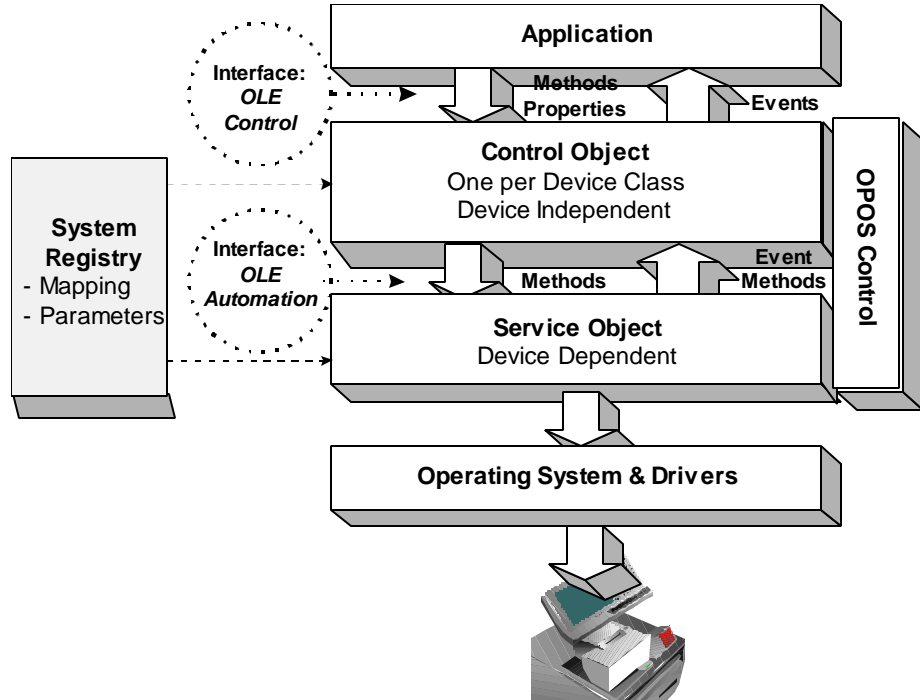 Application
Interface:
OLE
Control
Methods
Properties
Events
Control Object
One per Device Class
Device Independent
OPOS Control
System
Registry
- Mapping
- Parameters
Interface:
OLE
Automation
Methods
Event
Methods
Service Object
Device Dependent
Operating System & Drivers